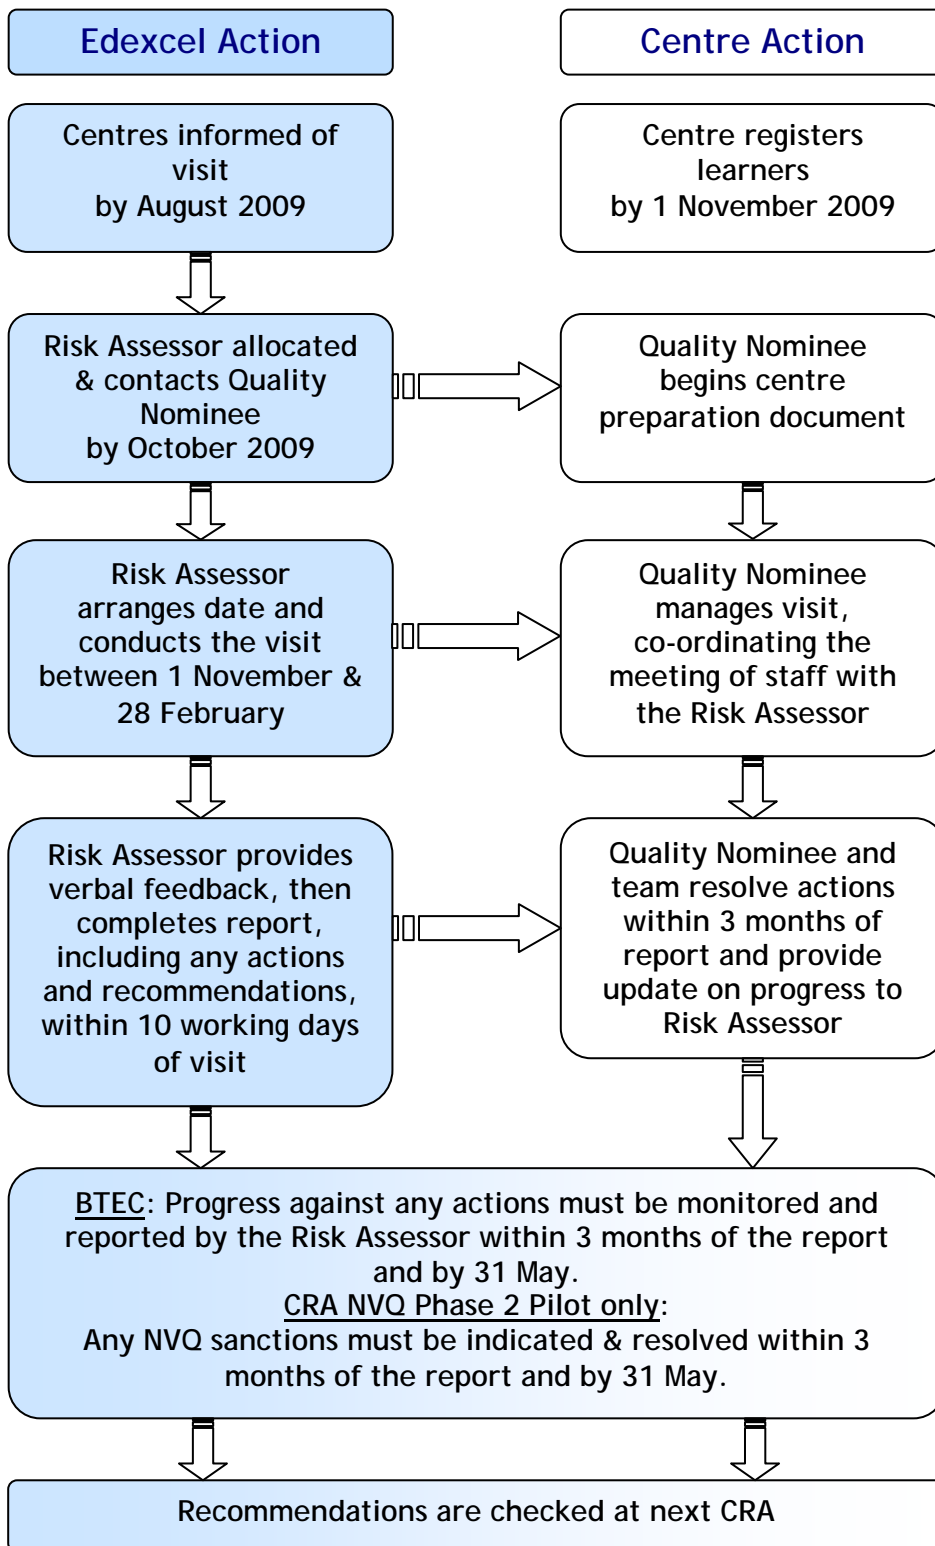 Edexcel Action
Centre Action
Centres informed of
visit
by August 2009
Centre registers
learners
by 1 November 2009
Risk Assessor allocated
& contacts Quality
Nominee
by October 2009
Quality Nominee
begins centre
preparation document
Risk Assessor
arranges date and
conducts the visit
between 1 November &
28 February
Quality Nominee
manages visit,
co-ordinating the
meeting of staff with
the Risk Assessor
Risk Assessor provides
verbal feedback, then
completes report,
including any actions
and recommendations,
within 10 working days
of visit
Quality Nominee and
team resolve actions
within 3 months of
report and provide
update on progress to
Risk Assessor
BTEC: Progress against any actions must be monitored and
reported by the Risk Assessor within 3 months of the report
and by 31 May.
CRA NVQ Phase 2 Pilot only:
Any NVQ sanctions must be indicated & resolved within 3
months of the report and by 31 May.
Recommendations are checked at next CRA